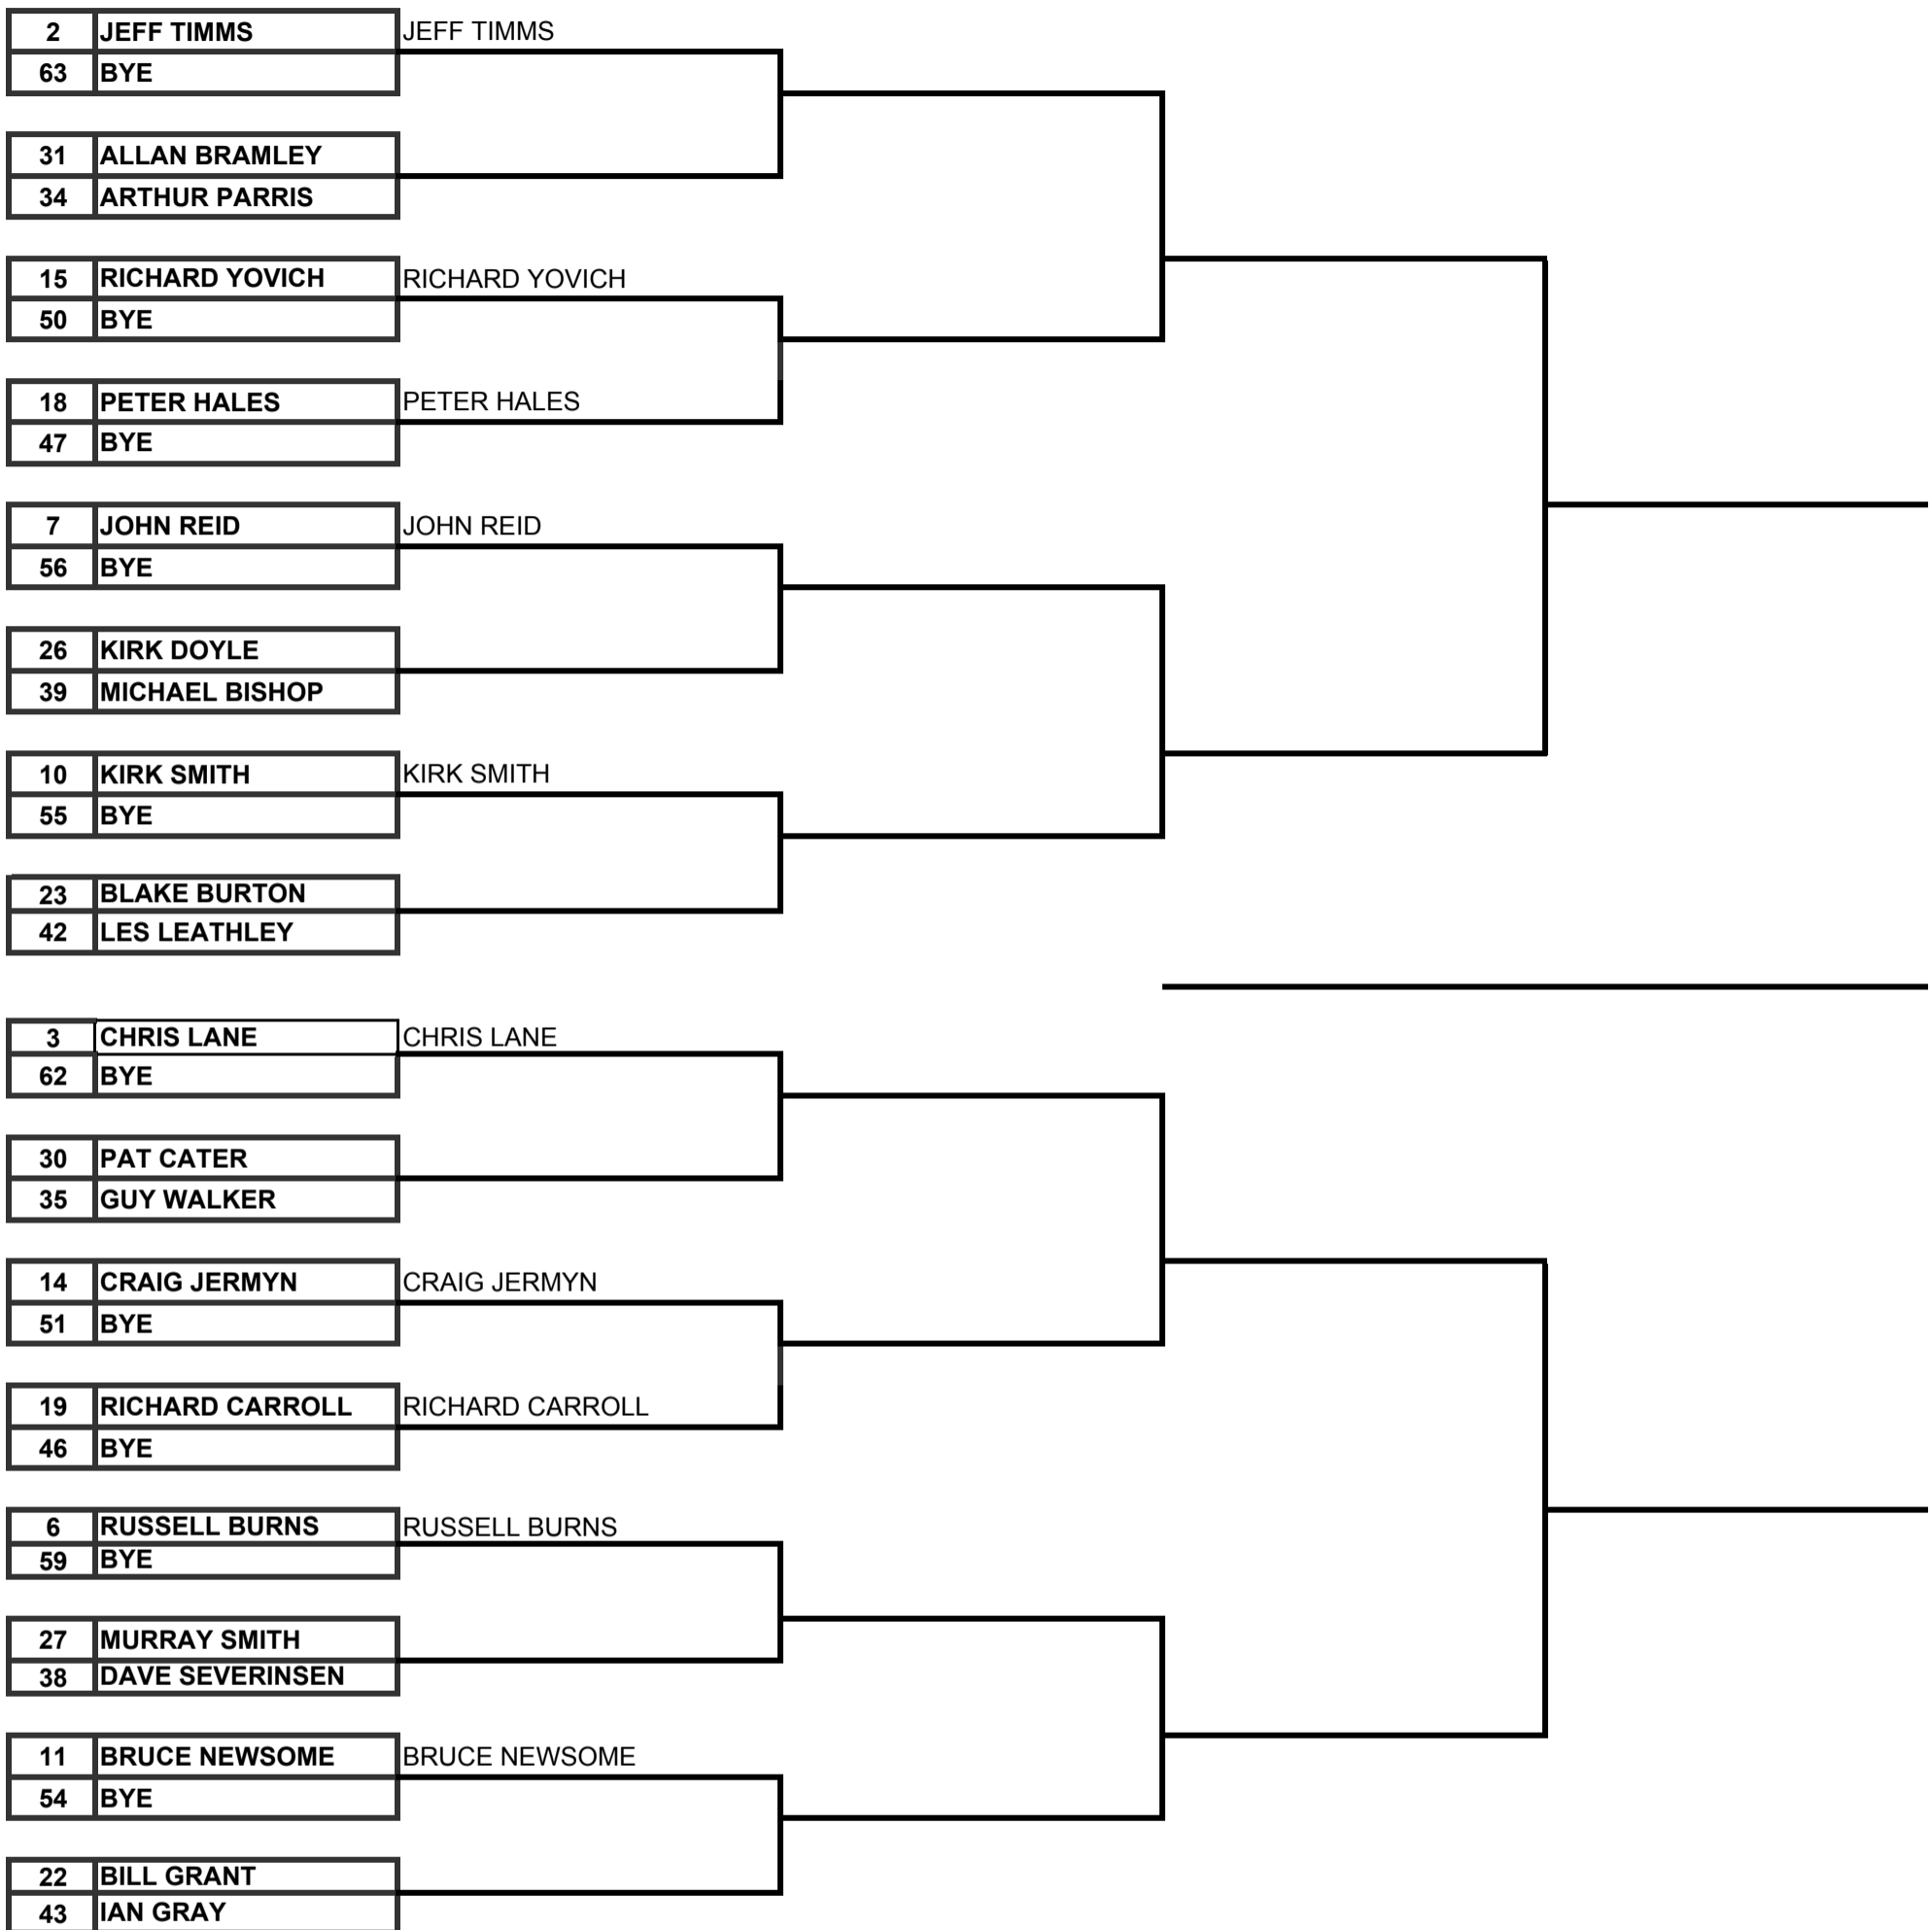 2 JEFF TIMMS JEFF TIMMS
63 BYE
31 ALLAN BRAMLEY
34 ARTHUR PARRIS
15 RICHARD YOVICH RICHARD YOVICH
50 BYE
18 PETER HALES PETER HALES
47 BYE
7 JOHN REID JOHN REID
56 BYE
26 KIRK DOYLE
39 MICHAEL BISHOP
10 KIRK SMITH KIRK SMITH
55 BYE
23 BLAKE BURTON
42 LES LEATHLEY
3 CHRIS LANE CHRIS LANE
62 BYE
30 PAT CATER
35 GUY WALKER
14 CRAIG JERMYN CRAIG JERMYN
51 BYE
19 RICHARD CARROLL RICHARD CARROLL
46 BYE
6 RUSSELL BURNS RUSSELL BURNS
59 BYE
27 MURRAY SMITH
38 DAVE SEVERINSEN
11 BRUCE NEWSOME BRUCE NEWSOME
54 BYE
22 BILL GRANT
43 IAN GRAY